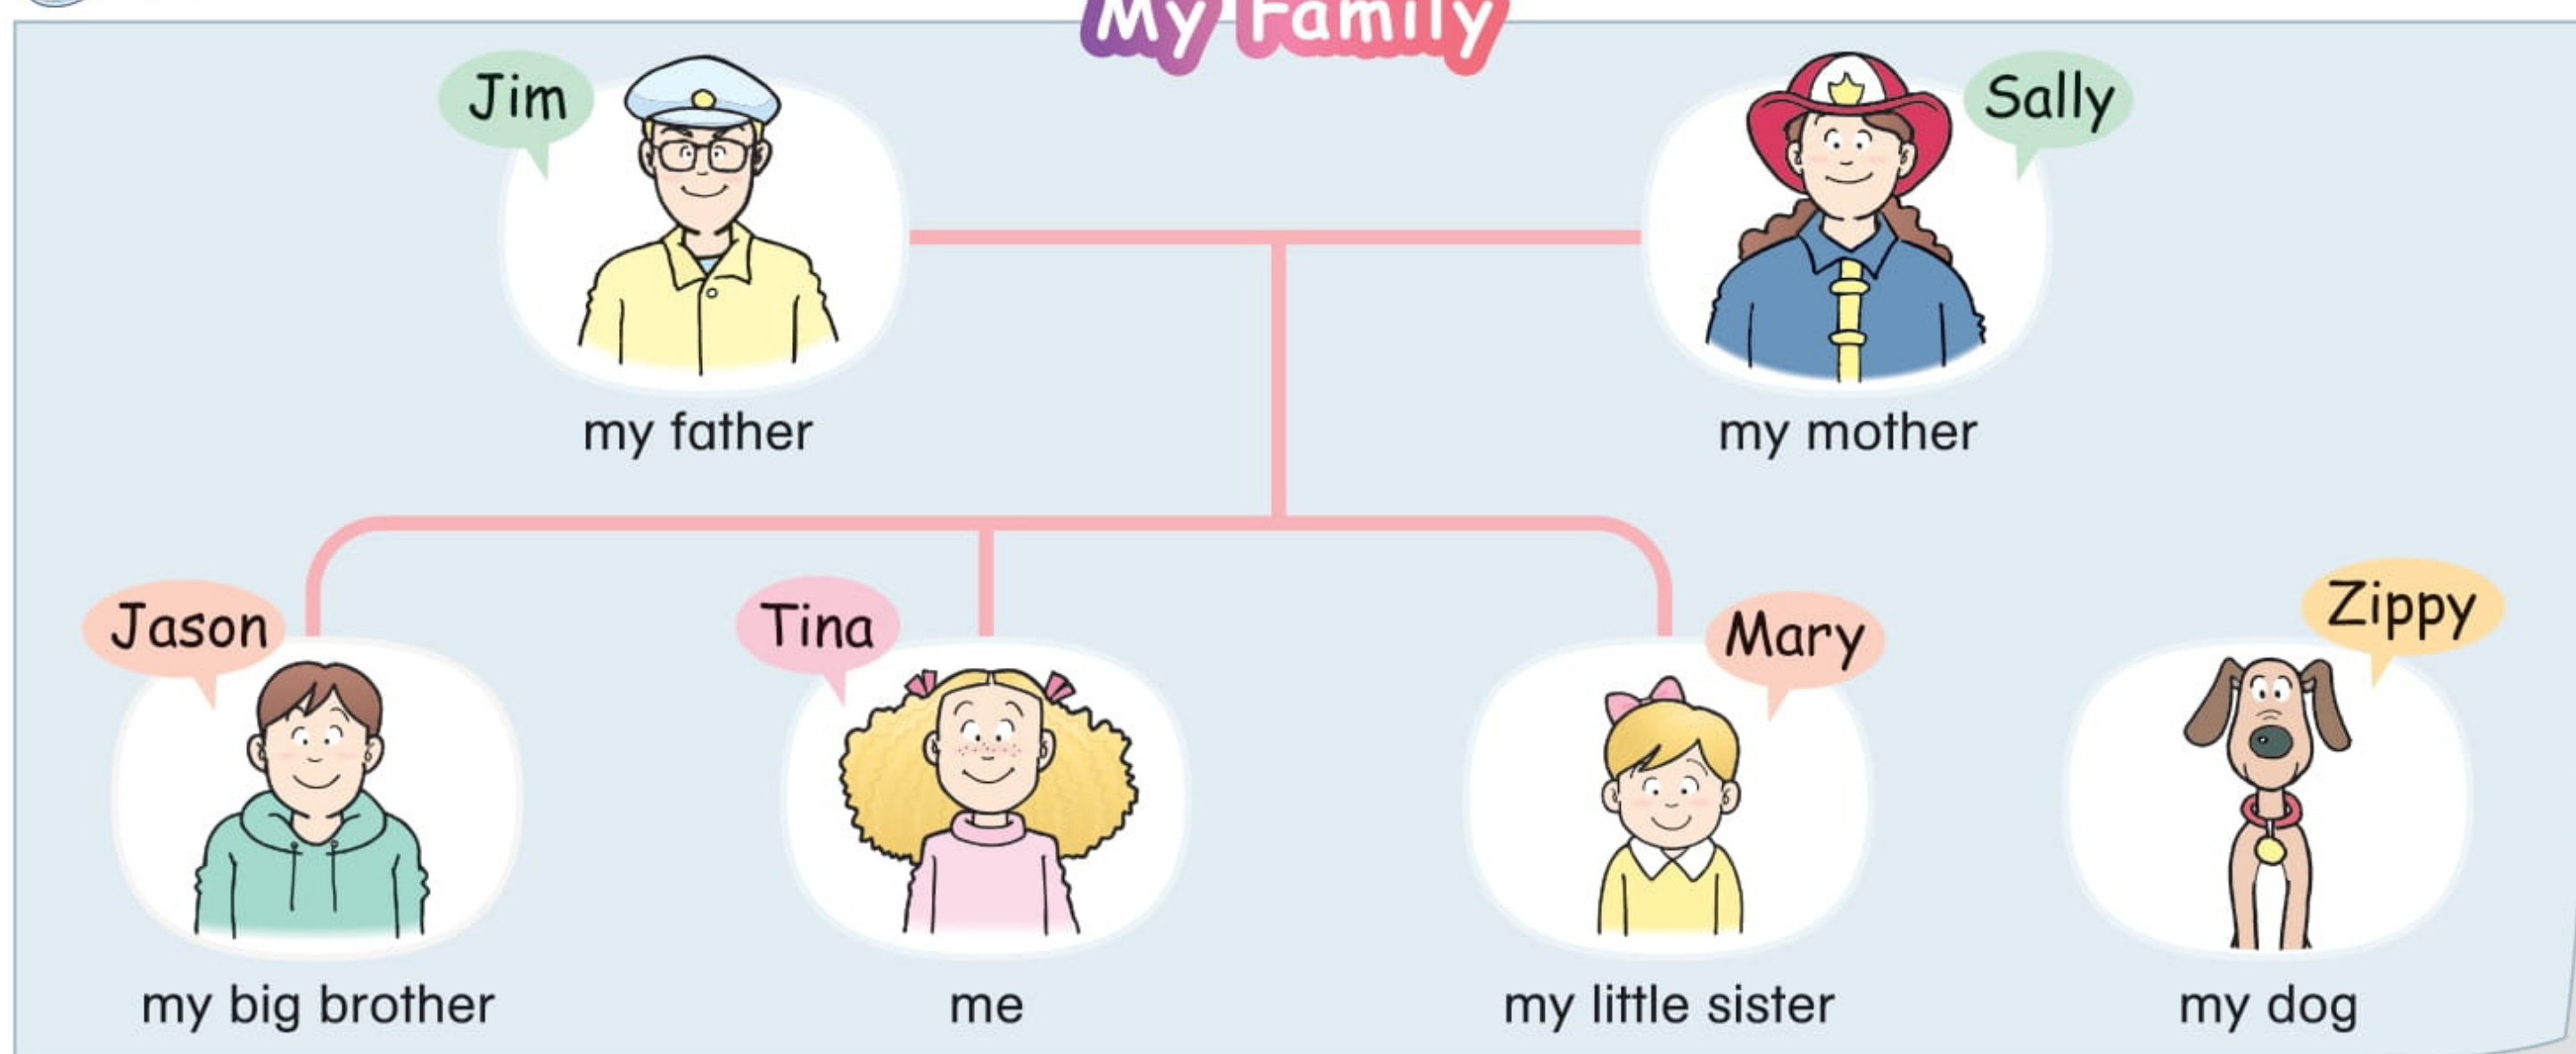 My Family
Jim
Sally
my father
my mother
Jason
Tina
Mary
Zippy
my big brother
me
my little sister
my dog